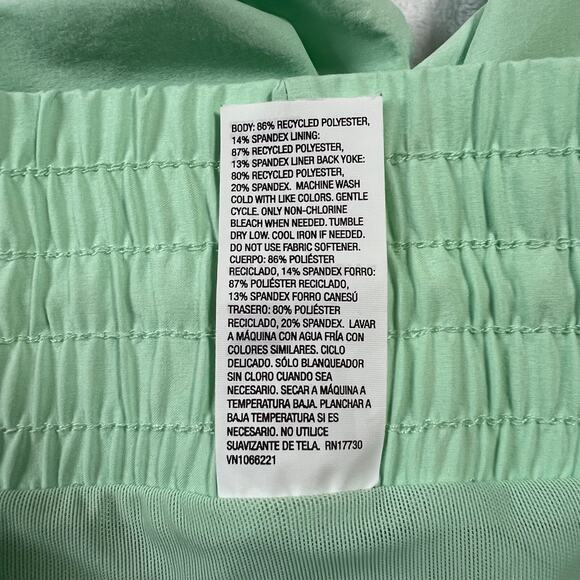 BODY: 86% RECYCLED POLYESTER,
14% SPANDEX LINING:
87% RECYCLED POLYESTER,
13% SPANDEX LINER BACK YOKE:
80% RECYCLED POLYESTER,
20% SPANDEX. MACHINE WASH
COLD WITH LIKE COLORS. GENTLE
CYCLE. ONLY NON-CHLORINE
BLEACH WHEN NEEDED. TUMBLE
DRY LOW. COOL IRON IF NEEDED.
DO NOT USE FABRIC SOFTENER.
CUERPO: 86% POLIÉSTER
RECICLADO, 14% SPANDEX FORRO:
87% POLIÉSTER RECICLADO,
13% SPANDEX FORRO CANESÚ
TRASERO: 80% POLIÉSTER
RECICLADO, 20% SPANDEX. LAVAR
A MÁQUINA CON AGUA FRÍA CON
COLORES SIMILARES. CICLO
DELICADO. SÓLO BLANQUEADOR
SIN CLORO CUANDO SEA
NECESARIO. SECAR A MÁQUINA A
TEMPERATURA BAJA. PLANCHAR A
BAJA TEMPERATURA SI ES
NECESARIO. NO UTILICE
SUAVIZANTE DE TELA. RN17730
VN1066221